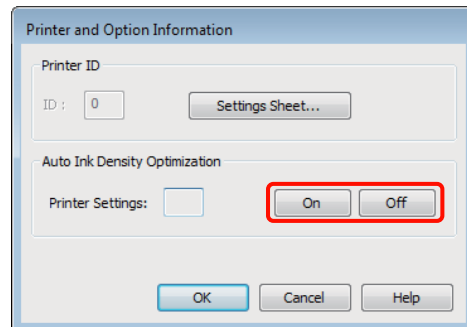 Printer and Option Information
Printer ID
ID : 0 Settings Sheet...
Auto Ink Density Optimization
Printer Settings: On Off
OK Cancel Help